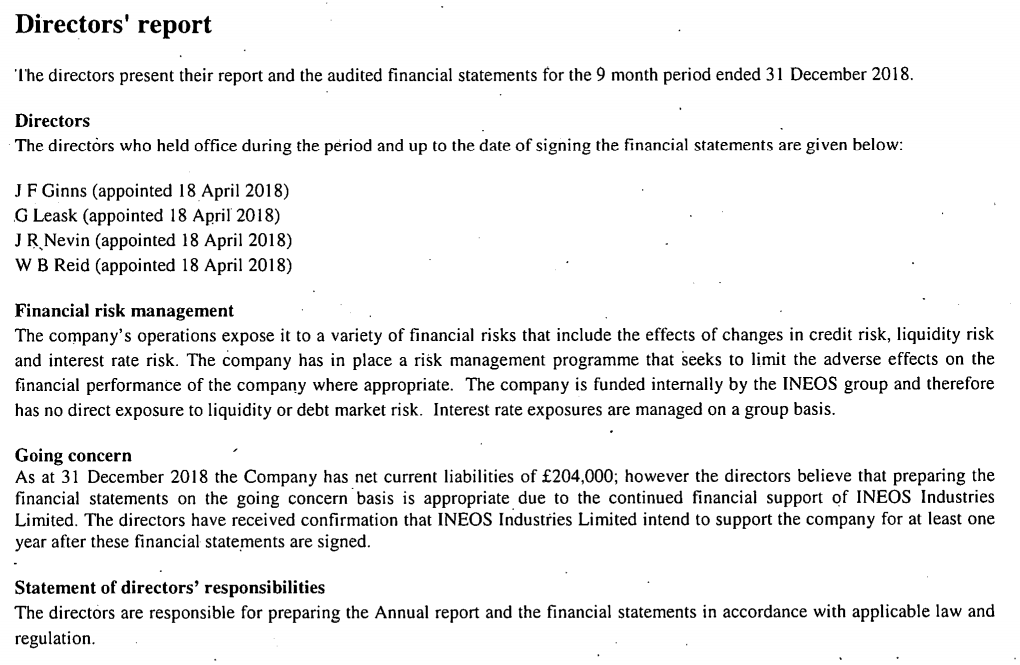 Directors' report
The directors present their report and the audited financial statements for the 9 month period ended 31 December 2018.
Directors
The directors who held office during the period and up to the date of signing the financial statements are given below:
J F Ginns (appointed 18 April 2018)
G Leask (appointed 18 April 2018)
J R Nevin (appointed 18 April 2018)
W B Reid (appointed 18 April 2018)
Financial risk management
The company's operations expose it to a variety of financial risks that include the effects of changes in credit risk, liquidity risk
and interest rate risk. The company has in place a risk management programme that seeks to limit the adverse effects on the
financial performance of the company where appropriate. The company is funded internally by the INEOS group and therefore
has no direct exposure to liquidity or debt market risk. Interest rate exposures are managed on a group basis.
Going concern
As at 31 December 2018 the Company has net current liabilities of £204,000; however the directors believe that preparing the
financial statements on the going concern basis is appropriate due to the continued financial support of INEOS Industries
Limited. The directors have received confirmation that INEOS Industries Limited intend to support the company for at least one
year after these financial statements are signed.
Statement of directors' responsibilities
The directors are responsible for preparing the Annual report and the financial statements in accordance with applicable law and
regulation.